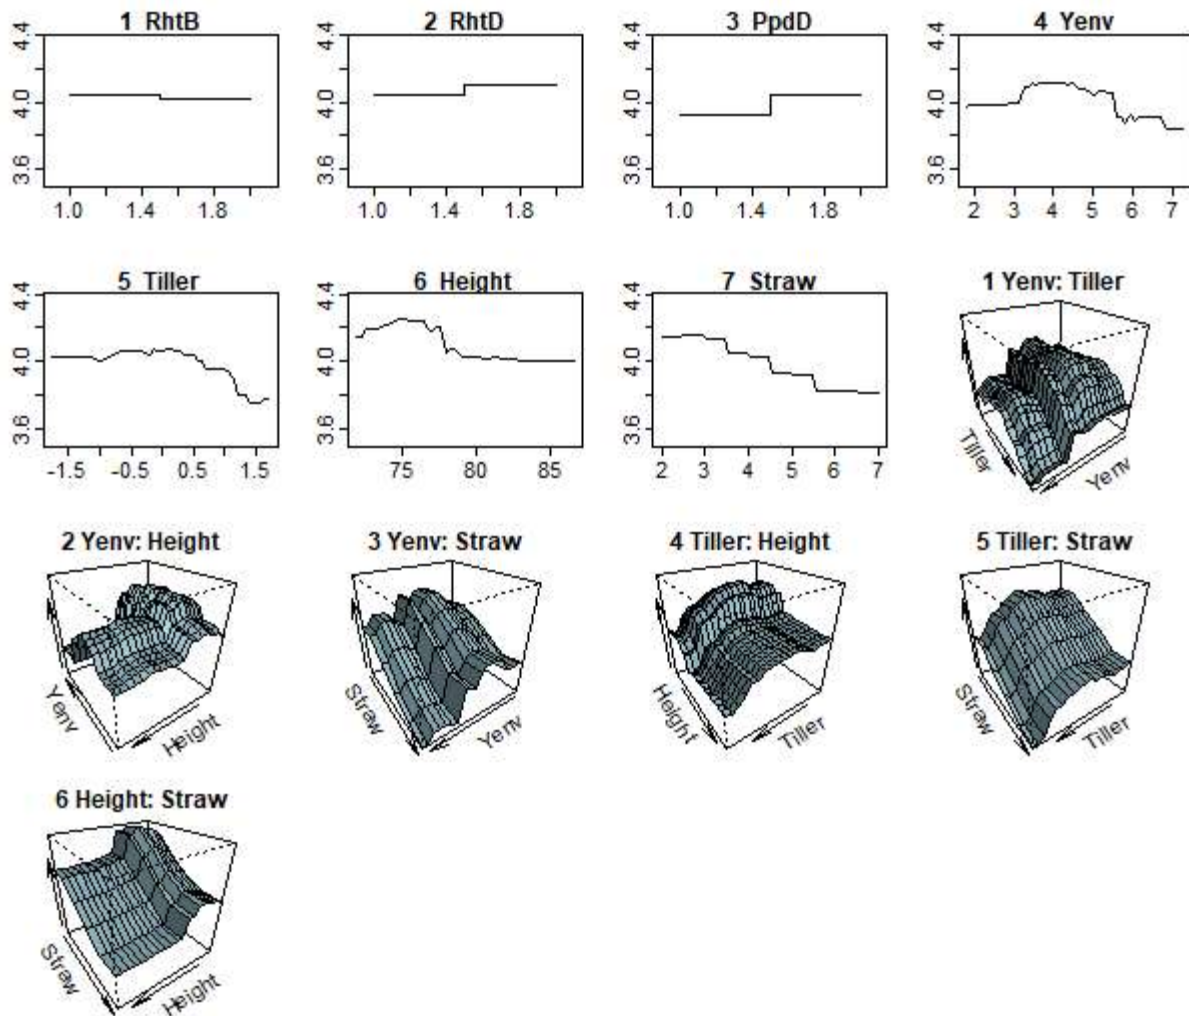 1 RhtB
2 RhtD
3 PpdD
4 Yenv
4.4
4.0
3.6
1.0 1.4 1.8
4.4
4.0
3.6
1.0 1.4 1.8
4.4
4.0
3.6
1.0 1.4 1.8
4.4
4.0
3.6
2 3 4 5 6 7
5 Tiller
6 Height
7 Straw
1 Yenv: Tiller
4.4
4.0
3.6
-1.5 -0.5 0.5 1.5
4.4
4.0
3.6
75 80 85
4.4
4.0
3.6
2 3 4 5 6 7
Tiller
Yenv
2 Yenv: Height
3 Yenv: Straw
4 Tiller: Height
5 Tiller: Straw
Yenv
Height
Straw
Yenv
Height
Tiller
Straw
Tiller
6 Height: Straw
Straw
Height